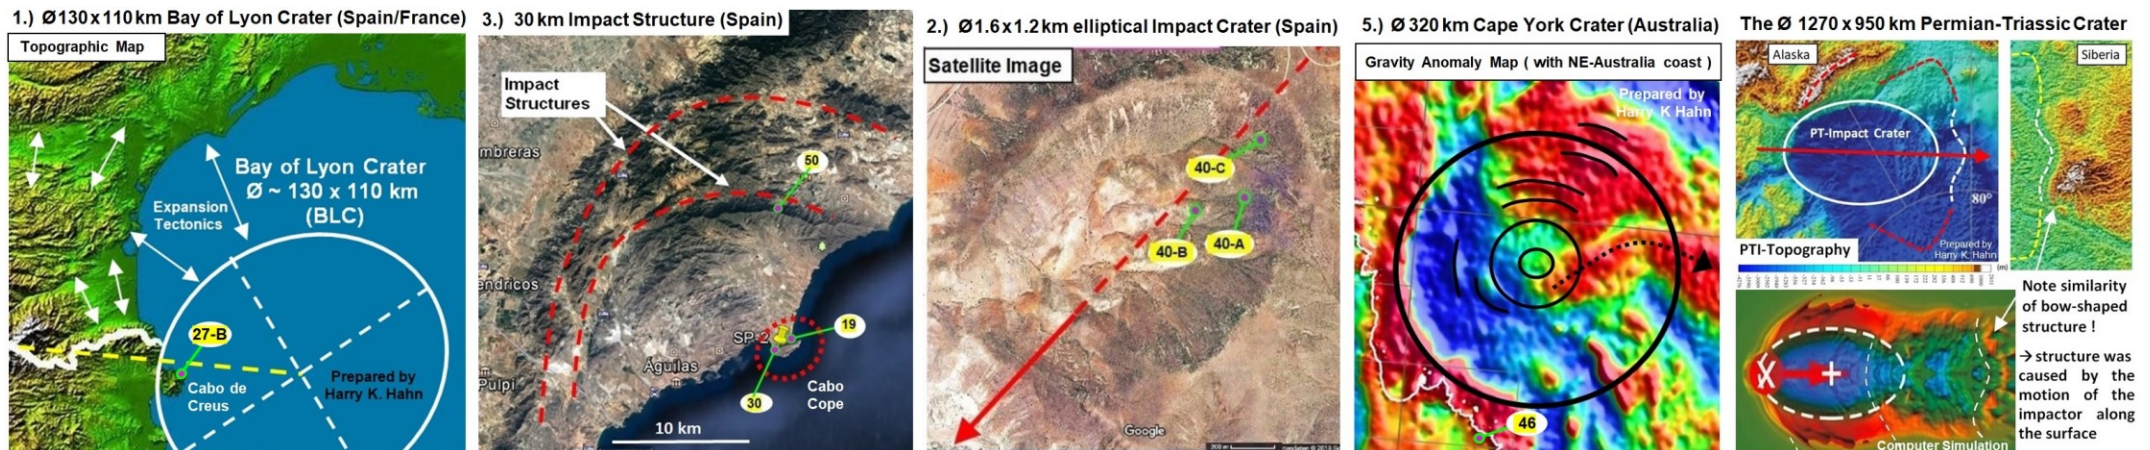 1.) Ø130 x 110 km Bay of Lyon Crater (Spain/France)
Topographic Map
Bay of Lyon Crater
Ø ~ 130 x 110 km
(BLC)
Expansion
Tectonics
27-B
Cabo de
Creus
Prepared by
Harry K. Hahn
3.) 30 km Impact Structure (Spain)
Impact
Structures
mbreras
50
endricos
SP-2
19
Águilas
Pulpí
Cabo
Cope
30
10 km
2.) Ø1.6 x 1.2 km elliptical Impact Crater (Spain)
Satellite Image
40-C
40-B
40-A
Google
5.) Ø 320 km Cape York Crater (Australia)
Gravity Anomaly Map ( with NE-Australia coast )
Prepared by
Harry K Hahn
46
The Ø 1270 x 950 km Permian-Triassic Crater
Alaska
Siberia
PT-Impact Crater
80°
Prepared by
Harry K. Hahn
PTI-Topography
(m)
Note similarity
of bow-shaped
structure !
→ structure was
caused by the
motion of the
impactor along
the surface
X
+
Computer Simulation